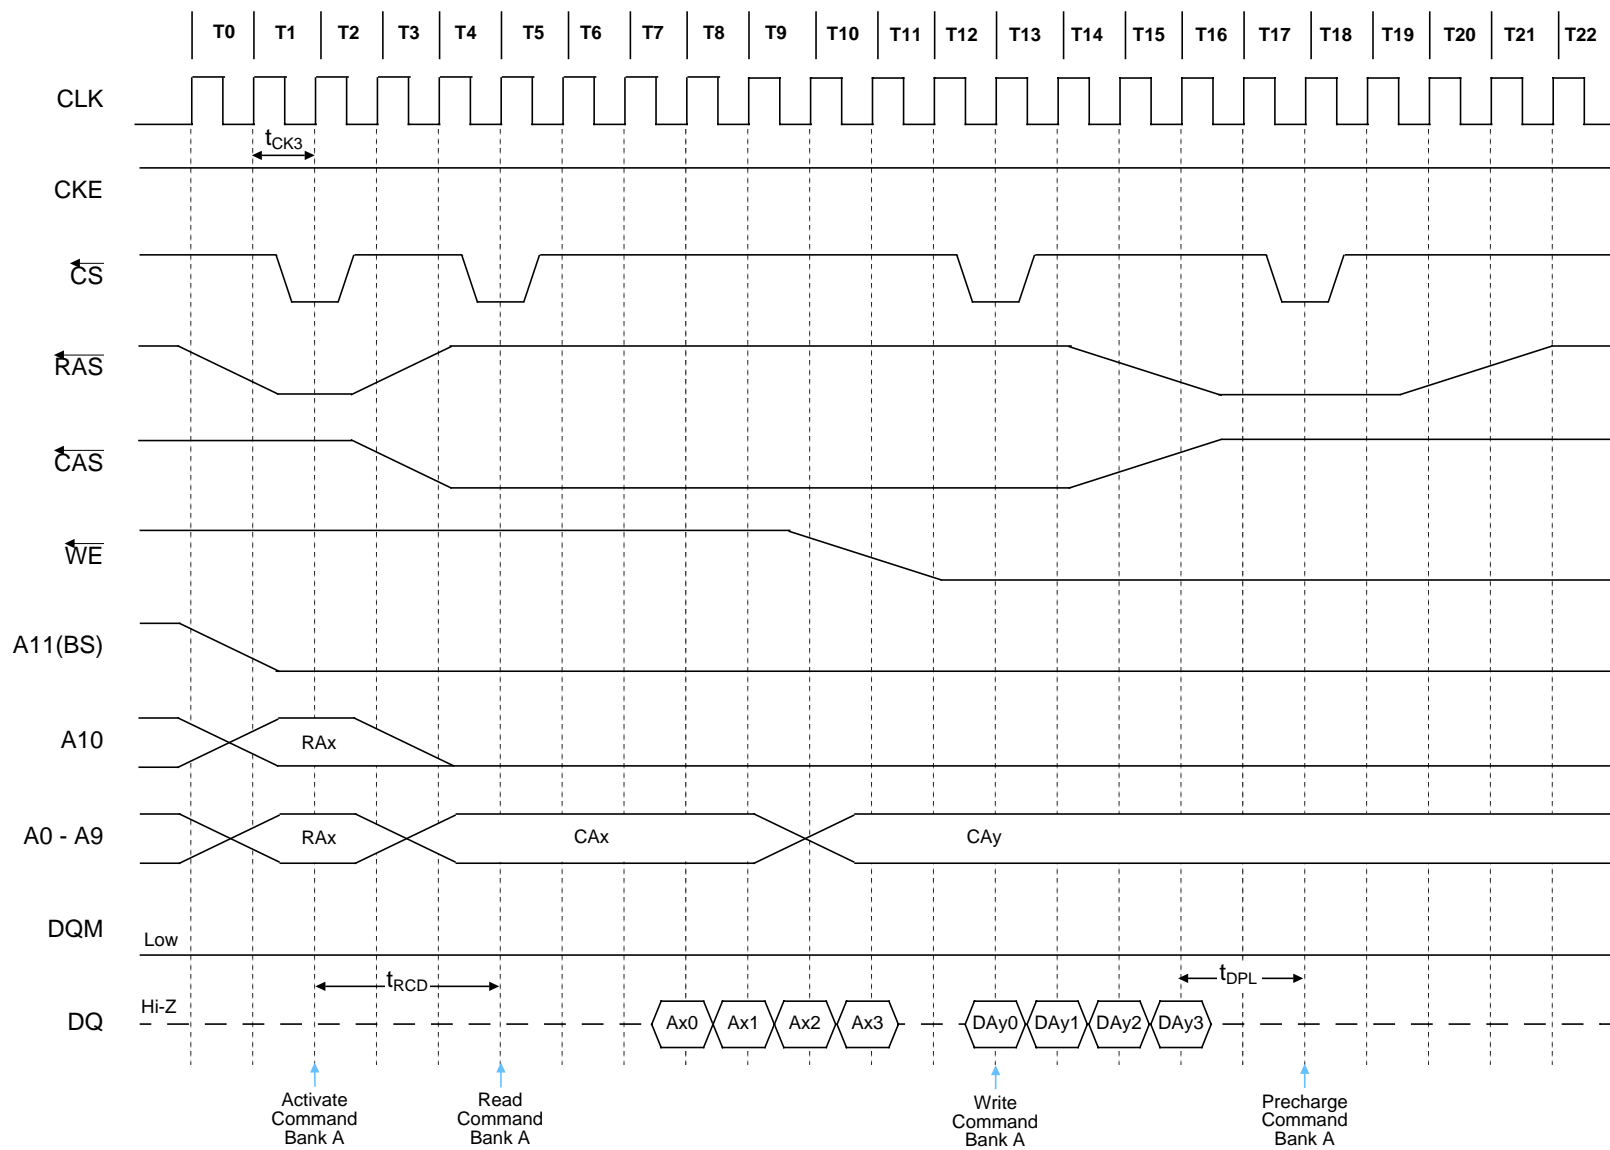 T0 T1 T2 T3 T4 T5 T6 T7 T8 T9 T10 T11 T12 T13 T14 T15 T16 T17 T18 T19 T20 T21 T22
CLK
tCK3
CKE
CS
RAS
CAS
WE
A11(BS)
A10
RAx
A0 - A9
RAx CAx CAy
DQM
Low
tRCD tDPL
Hi-Z
DQ
Ax0 Ax1 Ax2 Ax3 DAy0 DAy1 DAy2 DAy3
Activate
Command
Bank A
Read
Command
Bank A
Write
Command
Bank A
Precharge
Command
Bank A